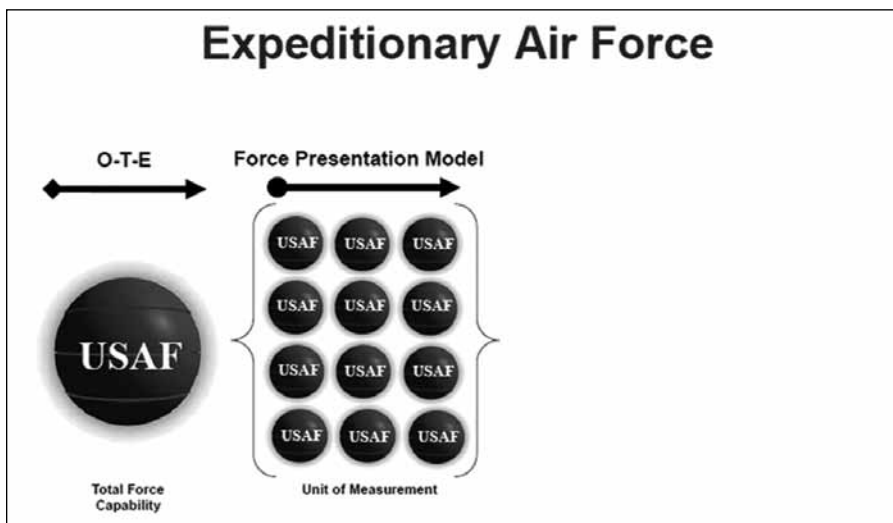 Expeditionary Air Force
O-T-E
Force Presentation Model
USAF
USAF USAF USAF
USAF USAF USAF
USAF USAF USAF
USAF USAF USAF
Total Force
Capability
Unit of Measurement